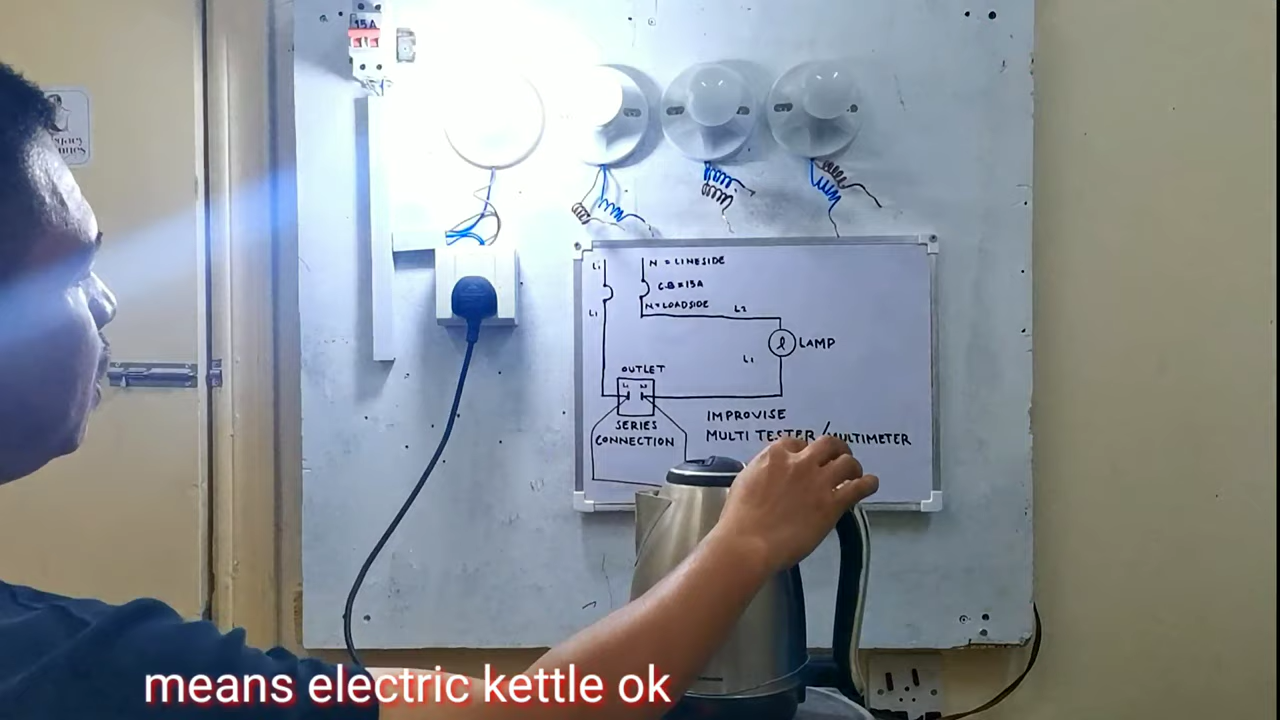 15A
L1
N = LINESIDE
C.B = 15A
L1
N = LOADSIDE
L2
LAMP
L1
OUTLET
SERIES
CONNECTION
IMPROVISE
MULTI TESTER / MULTIMETER
means electric kettle ok